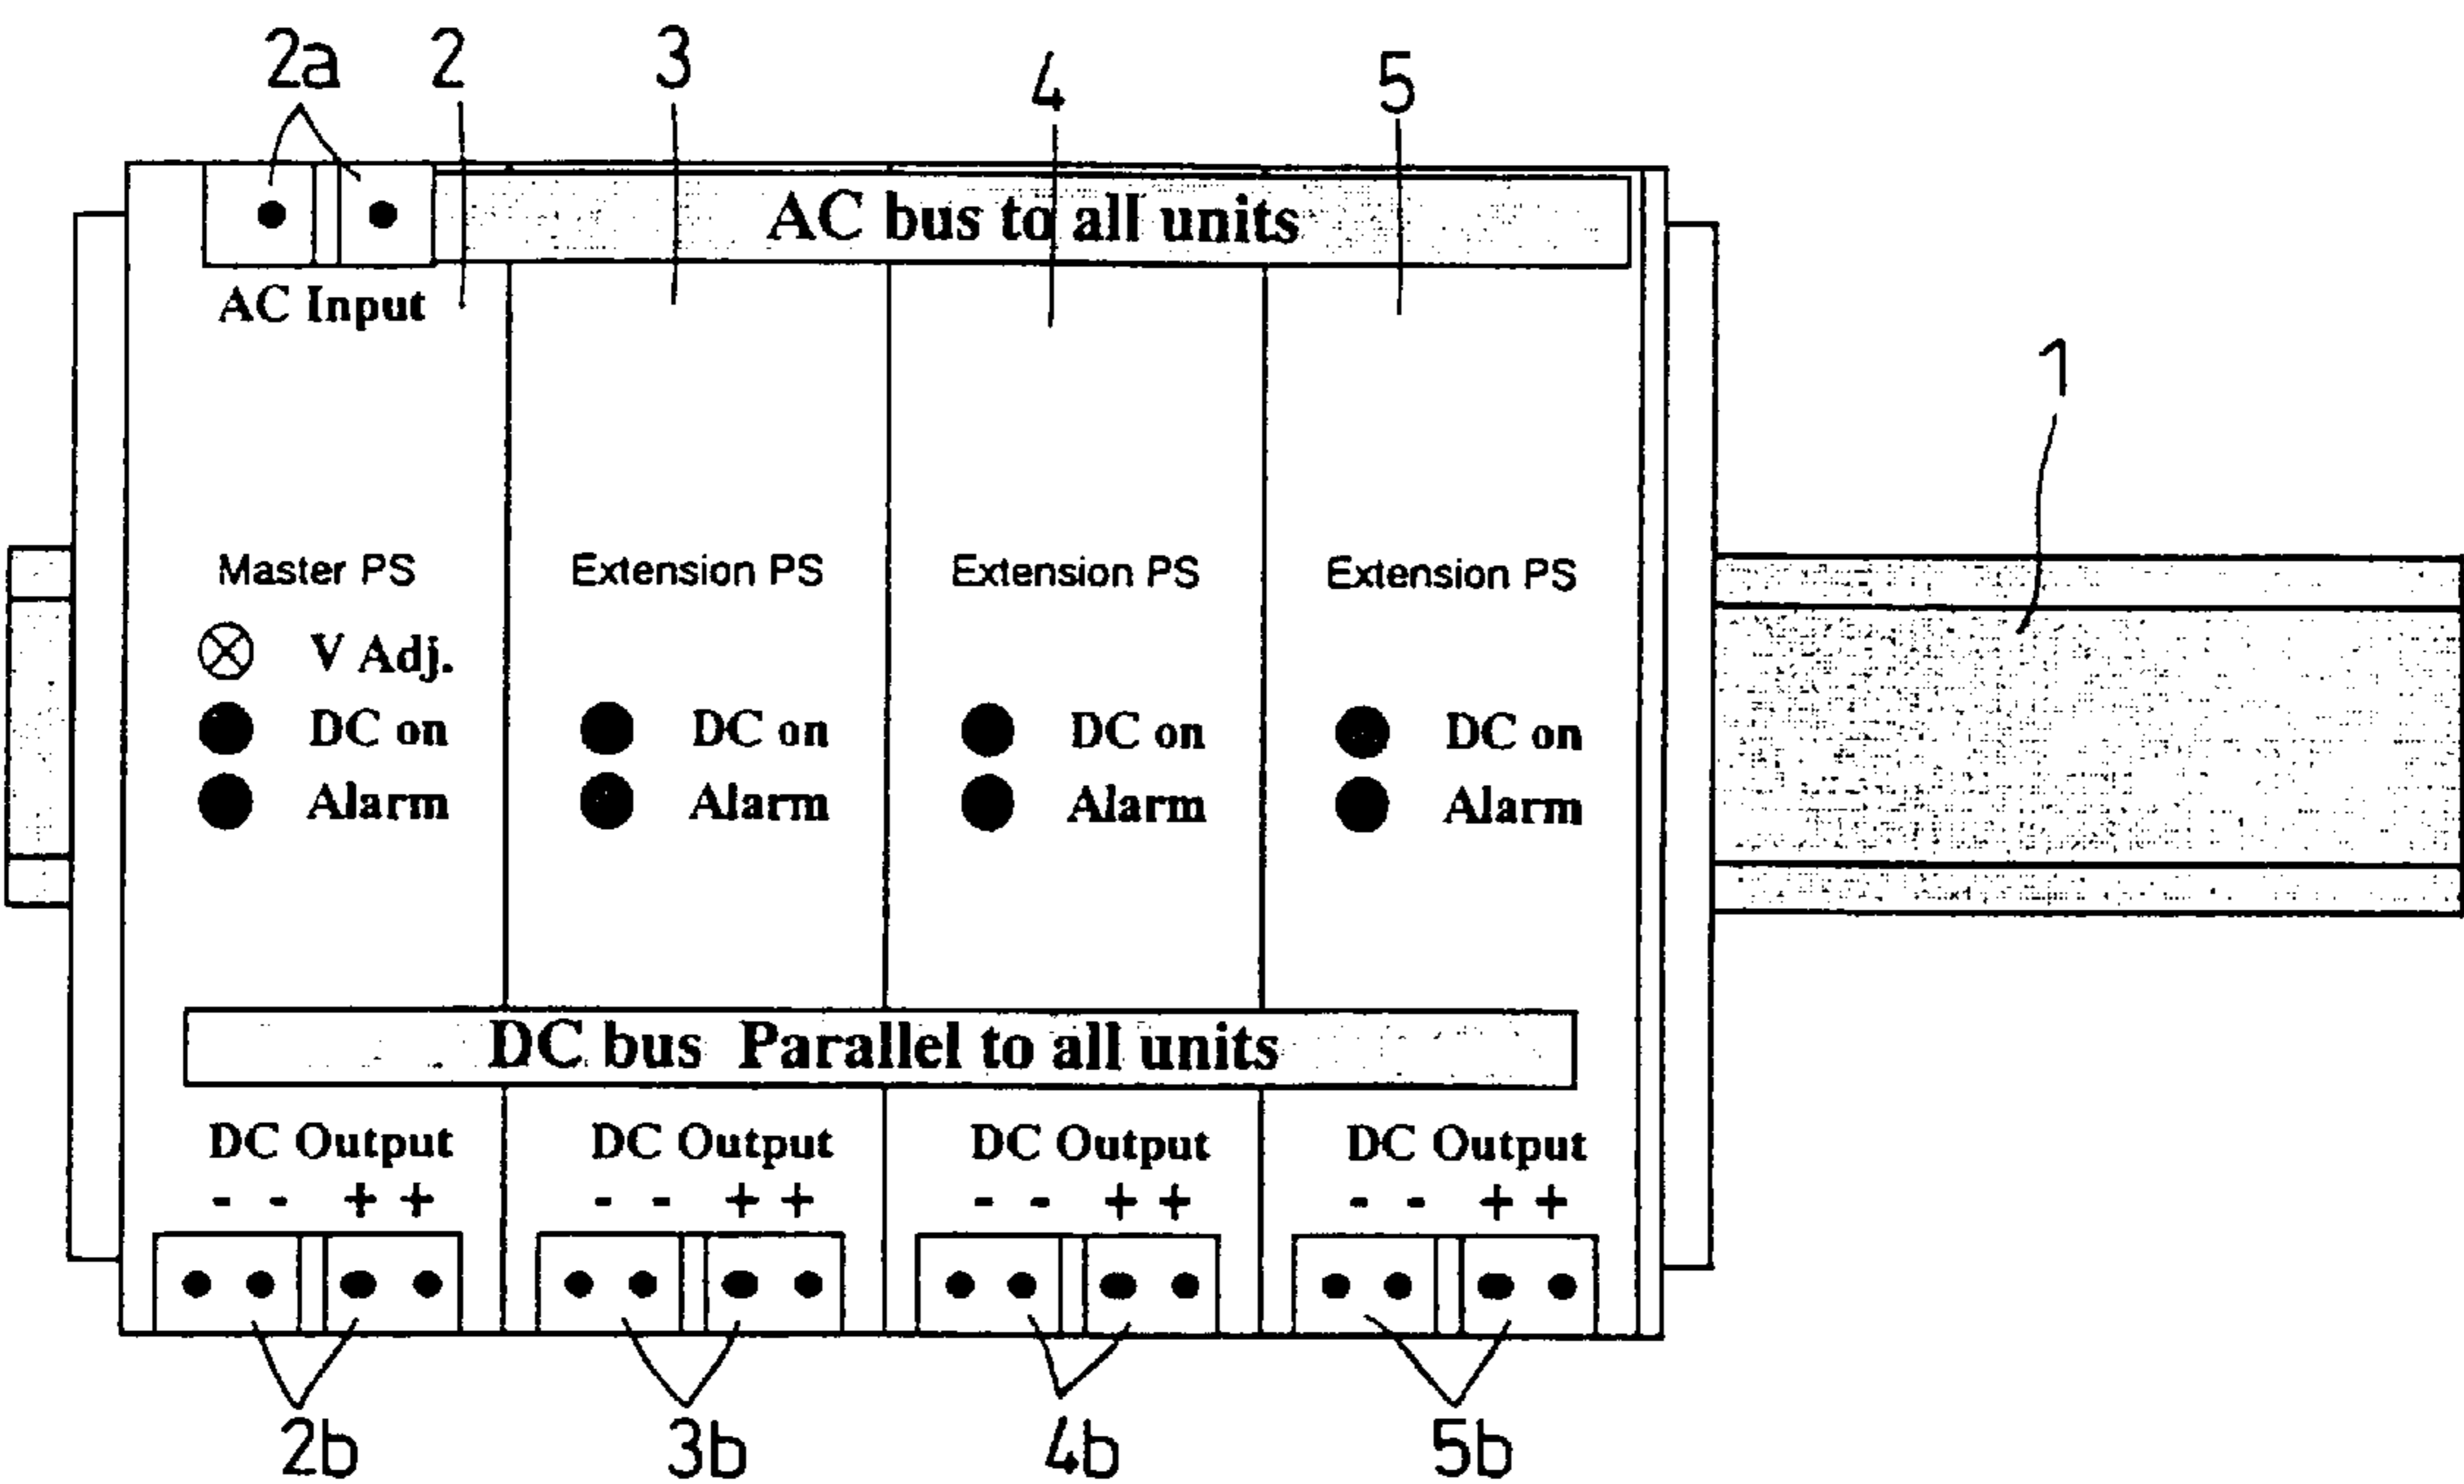 2a 2 3 4 5
AC bus to all units
AC Input
1
Master PS Extension PS Extension PS Extension PS
V Adj.
DC on DC on DC on DC on
Alarm Alarm Alarm Alarm
DC bus Parallel to all units
DC Output DC Output DC Output DC Output
- - + + - - + + - - + + - - + +
2b 3b 4b 5b